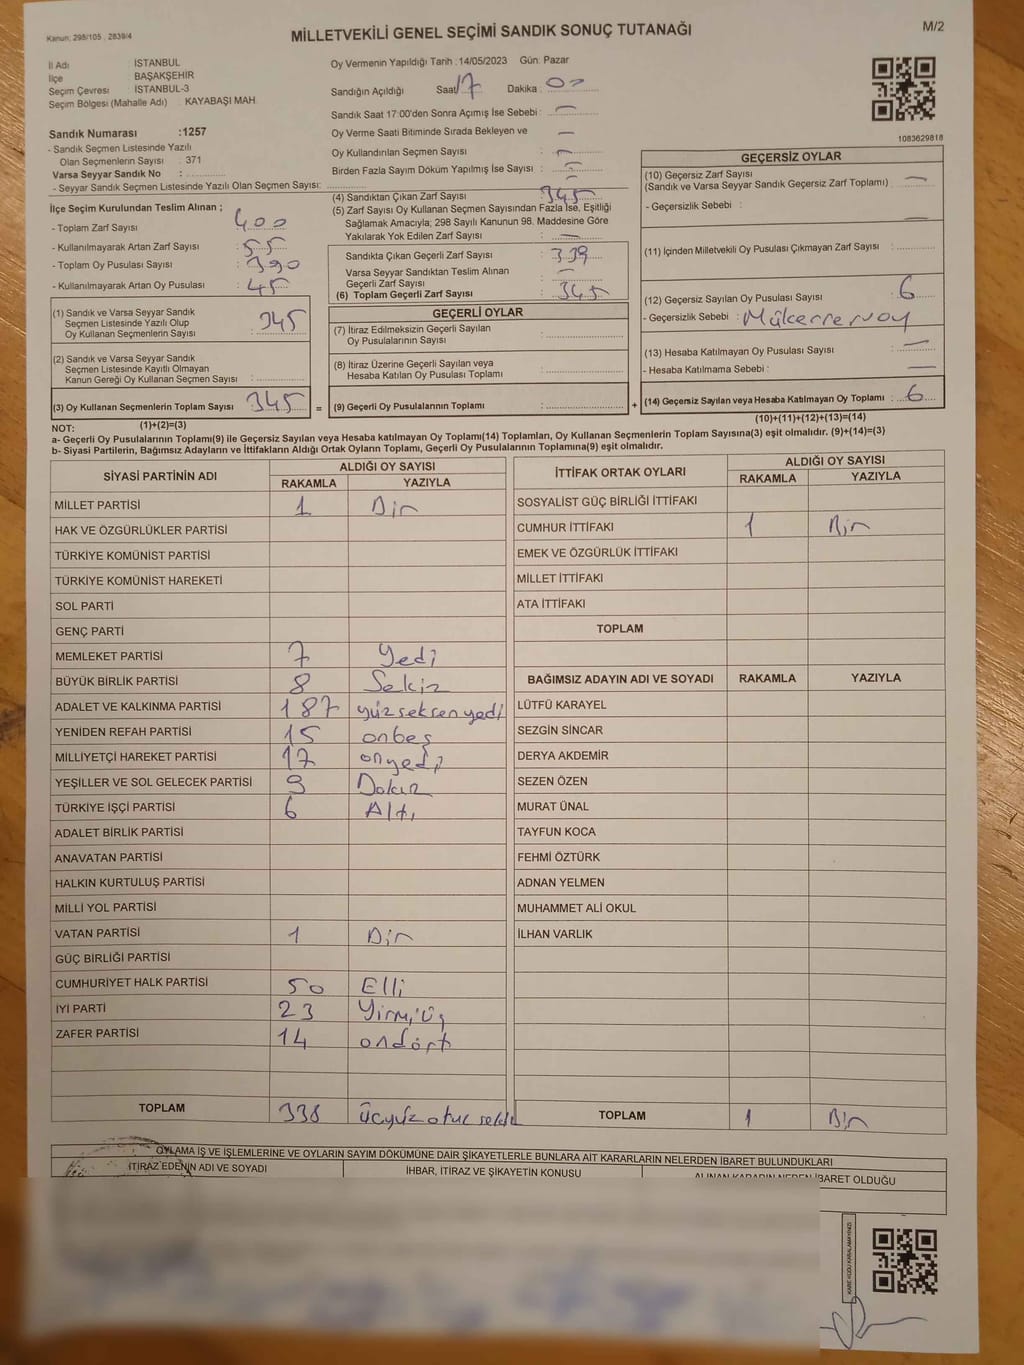 Kanun: 298/105 , 2839/4
MİLLETVEKİLİ GENEL SEÇİMİ SANDIK SONUÇ TUTANAĞI
M/2
İl Adı : İSTANBUL
İlçe : BAŞAKŞEHİR
Seçim Çevresi : İSTANBUL-3
Seçim Bölgesi (Mahalle Adı) : KAYABAŞI MAH.
Sandık Numarası :1257
- Sandık Seçmen Listesinde Yazılı
Olan Seçmenlerin Sayısı : 371
Varsa Seyyar Sandık No :
- Seyyar Sandık Seçmen Listesinde Yazılı Olan Seçmen Sayısı:
Oy Vermenin Yapıldığı Tarih :14/05/2023 Gün: Pazar
Sandığın Açıldığı Saat 17 Dakika : 00
Sandık Saat 17:00'den Sonra Açımış İse Sebebi : —
Oy Verme Saati Bitiminde Sırada Bekleyen ve —
Oy Kullandırılan Seçmen Sayısı : —
Birden Fazla Sayım Döküm Yapılmış İse Sayısı : —
1083629818
İlçe Seçim Kurulundan Teslim Alınan ;
- Toplam Zarf Sayısı : 400
- Kullanılmayarak Artan Zarf Sayısı : 55
- Toplam Oy Pusulası Sayısı : 390
- Kullanılmayarak Artan Oy Pusulası : 45
(1) Sandık ve Varsa Seyyar Sandık
Seçmen Listesinde Yazılı Olup
Oy Kullanan Seçmenlerin Sayısı : 345
(2) Sandık ve Varsa Seyyar Sandık
Seçmen Listesinde Kayıtlı Olmayan
Kanun Gereği Oy Kullanan Seçmen Sayısı :
(3) Oy Kullanan Seçmenlerin Toplam Sayısı : 345 =
(4) Sandıktan Çıkan Zarf Sayısı : 345
(5) Zarf Sayısı Oy Kullanan Seçmen Sayısından Fazla İse, Eşitliği
Sağlamak Amacıyla; 298 Sayılı Kanunun 98. Maddesine Göre
Yakılarak Yok Edilen Zarf Sayısı : —
Sandıkta Çıkan Geçerli Zarf Sayısı : 339
Varsa Seyyar Sandıktan Teslim Alınan
Geçerli Zarf Sayısı : —
(6) Toplam Geçerli Zarf Sayısı : 345
GEÇERLİ OYLAR
(7) İtiraz Edilmeksizin Geçerli Sayılan
Oy Pusulalarının Sayısı :
(8) İtiraz Üzerine Geçerli Sayılan veya
Hesaba Katılan Oy Pusulası Toplamı :
(9) Geçerli Oy Pusulalarının Toplamı : +
GEÇERSİZ OYLAR
(10) Geçersiz Zarf Sayısı
(Sandık ve Varsa Seyyar Sandık Geçersiz Zarf Toplamı) : —
- Geçersizlik Sebebi : —
(11) İçinden Milletvekili Oy Pusulası Çıkmayan Zarf Sayısı :
(12) Geçersiz Sayılan Oy Pusulası Sayısı : 6
- Geçersizlik Sebebi : Mükerrer oy
(13) Hesaba Katılmayan Oy Pusulası Sayısı : —
- Hesaba Katılmama Sebebi : —
(14) Geçersiz Sayılan veya Hesaba Katılmayan Oy Toplamı : 6
NOT: (1)+(2)=(3) (10)+(11)+(12)+(13)=(14)
a- Geçerli Oy Pusulalarının Toplamı(9) ile Geçersiz Sayılan veya Hesaba katılmayan Oy Toplamı(14) Toplamları, Oy Kullanan Seçmenlerin Toplam Sayısına(3) eşit olmalıdır. (9)+(14)=(3)
b- Siyasi Partilerin, Bağımsız Adayların ve İttifakların Aldığı Ortak Oyların Toplamı, Geçerli Oy Pusulalarının Toplamına(9) eşit olmalıdır.
SİYASİ PARTİNİN ADI ALDIĞI OY SAYISI
RAKAMLA YAZIYLA
MİLLET PARTİSİ 1 Bir
HAK VE ÖZGÜRLÜKLER PARTİSİ
TÜRKİYE KOMÜNİST PARTİSİ
TÜRKİYE KOMÜNİST HAREKETİ
SOL PARTİ
GENÇ PARTİ
MEMLEKET PARTİSİ 7 Yedi
BÜYÜK BİRLİK PARTİSİ 8 Sekiz
ADALET VE KALKINMA PARTİSİ 187 yüzseksenyedi
YENİDEN REFAH PARTİSİ 15 onbeş
MİLLİYETÇİ HAREKET PARTİSİ 17 onyedi
YEŞİLLER VE SOL GELECEK PARTİSİ 9 Dokuz
TÜRKİYE İŞÇİ PARTİSİ 6 Altı
ADALET BİRLİK PARTİSİ
ANAVATAN PARTİSİ
HALKIN KURTULUŞ PARTİSİ
MİLLİ YOL PARTİSİ
VATAN PARTİSİ 1 Bir
GÜÇ BİRLİĞİ PARTİSİ
CUMHURİYET HALK PARTİSİ 50 Elli
İYİ PARTİ 23 Yirmiüç
ZAFER PARTİSİ 14 ondört
TOPLAM 338 üçyüz otuz sekiz
İTTİFAK ORTAK OYLARI ALDIĞI OY SAYISI
RAKAMLA YAZIYLA
SOSYALİST GÜÇ BİRLİĞİ İTTİFAKI
CUMHUR İTTİFAKI 1 Bir
EMEK VE ÖZGÜRLÜK İTTİFAKI
MİLLET İTTİFAKI
ATA İTTİFAKI
TOPLAM
BAĞIMSIZ ADAYIN ADI VE SOYADI RAKAMLA YAZIYLA
LÜTFÜ KARAYEL
SEZGİN SİNCAR
DERYA AKDEMİR
SEZEN ÖZEN
MURAT ÜNAL
TAYFUN KOCA
FEHMİ ÖZTÜRK
ADNAN YELMEN
MUHAMMET ALİ OKUL
İLHAN VARLIK
TOPLAM 1 Bir
OYLAMA İŞ VE İŞLEMLERİNE VE OYLARIN SAYIM DÖKÜMÜNE DAİR ŞİKAYETLERLE BUNLARA AİT KARARLARIN NELERDEN İBARET BULUNDUKLARI
İTİRAZ EDENİN ADI VE SOYADI İHBAR, İTİRAZ VE ŞİKAYETİN KONUSU ALINAN KARARIN NEDEN İBARET OLDUĞU
KARE KODU KARALAMAYINIZ!